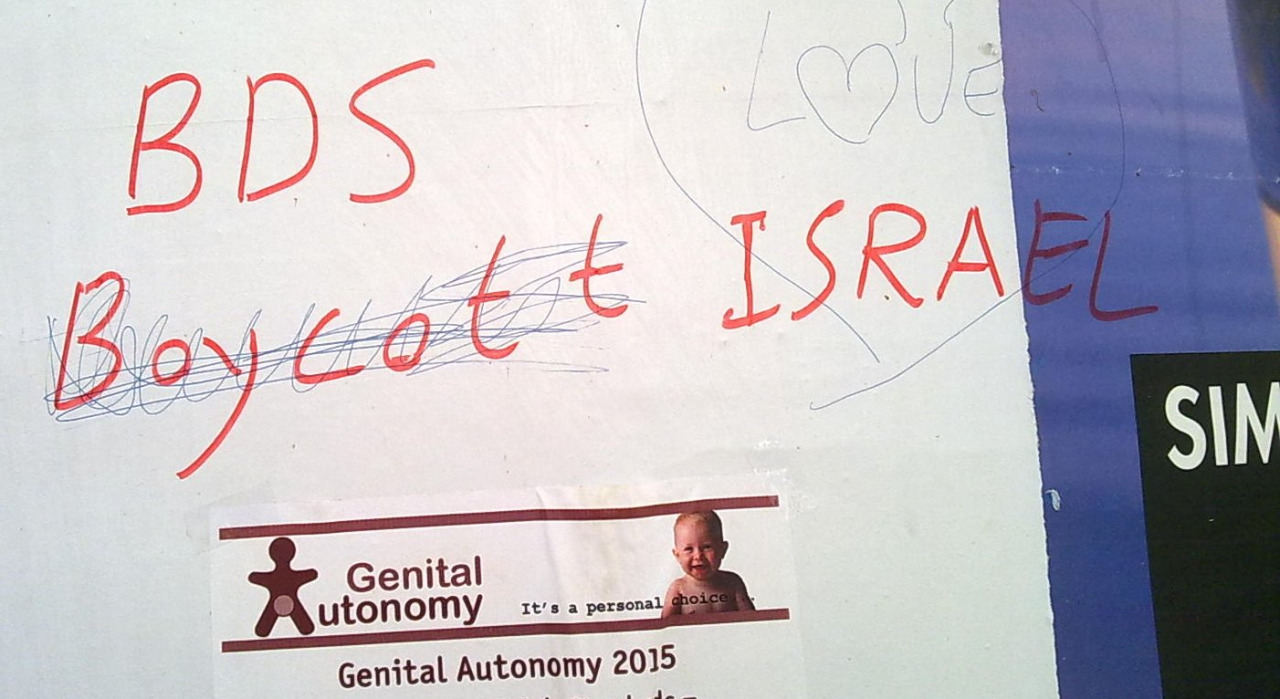 LOVE
BDS
Boycott ISRAEL
SIM
Genital
Autonomy
It's a personal choice...
Genital Autonomy 2015